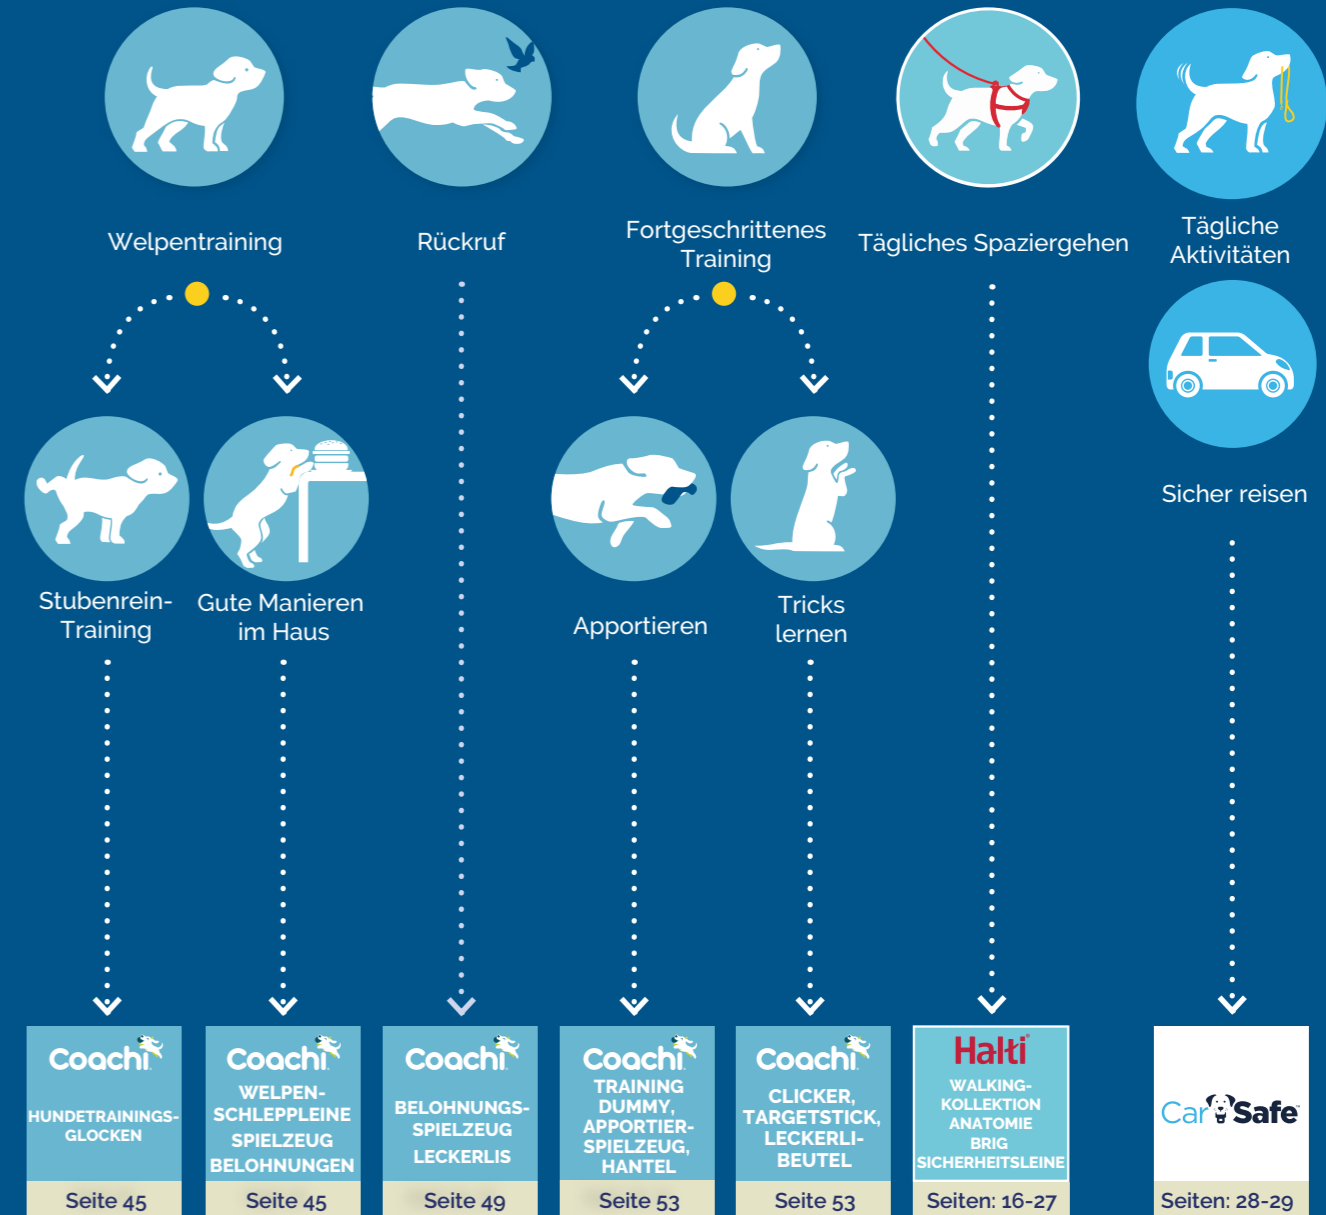 Welpentraining
Rückruf
Fortgeschrittenes
Training
Tägliches Spaziergehen
Tägliche
Aktivitäten
Sicher reisen
Stubenrein-
Training
Gute Manieren
im Haus
Apportieren
Tricks
lernen
Coachi
HUNDETRAININGS-
GLOCKEN
Seite 45
Coachi
WELPEN-
SCHLEPPLEINE
SPIELZEUG
BELOHNUNGEN
Seite 45
Coachi
BELOHNUNGS-
SPIELZEUG
LECKERLIS
Seite 49
Coachi
TRAINING
DUMMY,
APPORTIER-
SPIELZEUG,
HANTEL
Seite 53
Coachi
CLICKER,
TARGETSTICK,
LECKERLI-
BEUTEL
Seite 53
Halti
WALKING-
KOLLEKTION
ANATOMIE
BRIG
SICHERHEITSLEINE
Seiten: 16-27
CarSafe
Seiten: 28-29